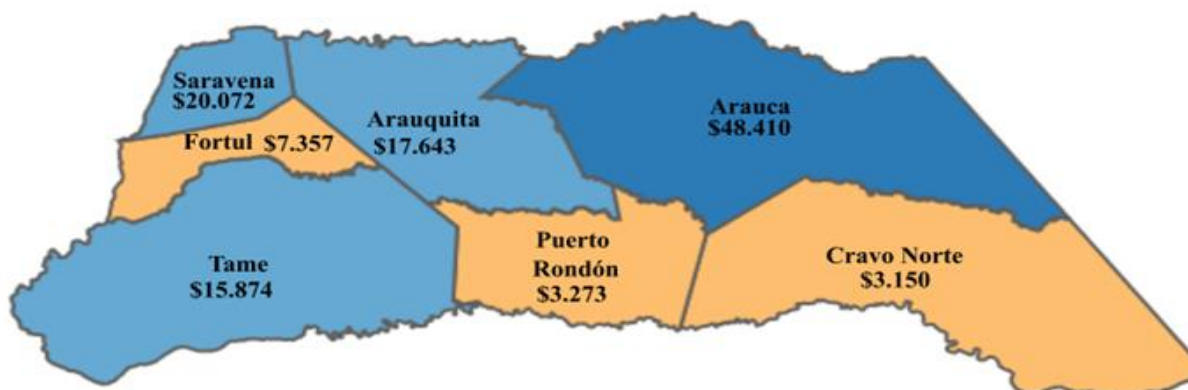 Saravena
$20.072
Fortul $7.357
Arauquita
$17.643
Arauca
$48.410
Tame
$15.874
Puerto
Rondón
$3.273
Cravo Norte
$3.150